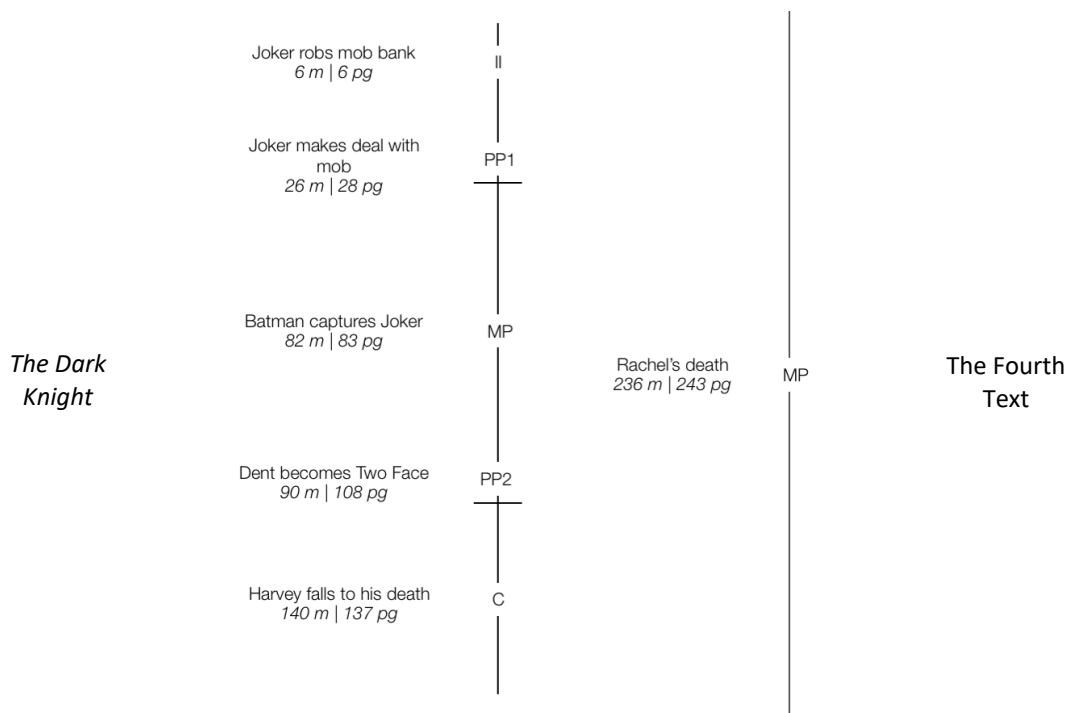 Joker robs mob bank
6 m | 6 pg
II
Joker makes deal with
mob
26 m | 28 pg
PP1
Batman captures Joker
82 m | 83 pg
MP
The Dark
Knight
Rachel's death
236 m | 243 pg
MP
The Fourth
Text
Dent becomes Two Face
90 m | 108 pg
PP2
Harvey falls to his death
140 m | 137 pg
C